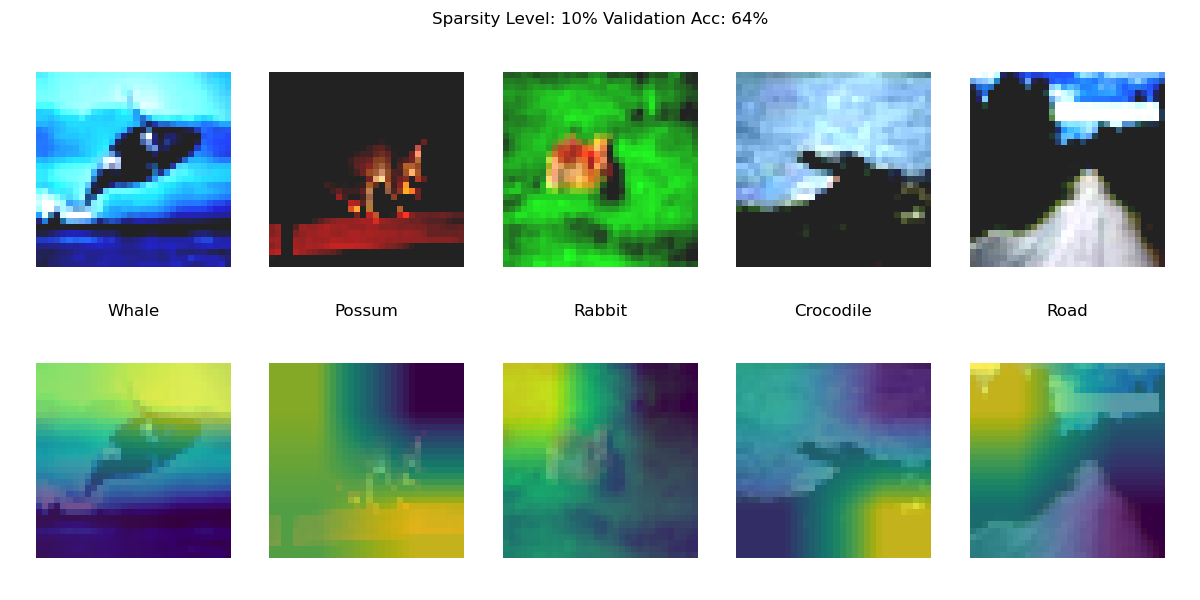 Sparsity Level: 10% Validation Acc: 64%
Whale
Possum
Rabbit
Crocodile
Road